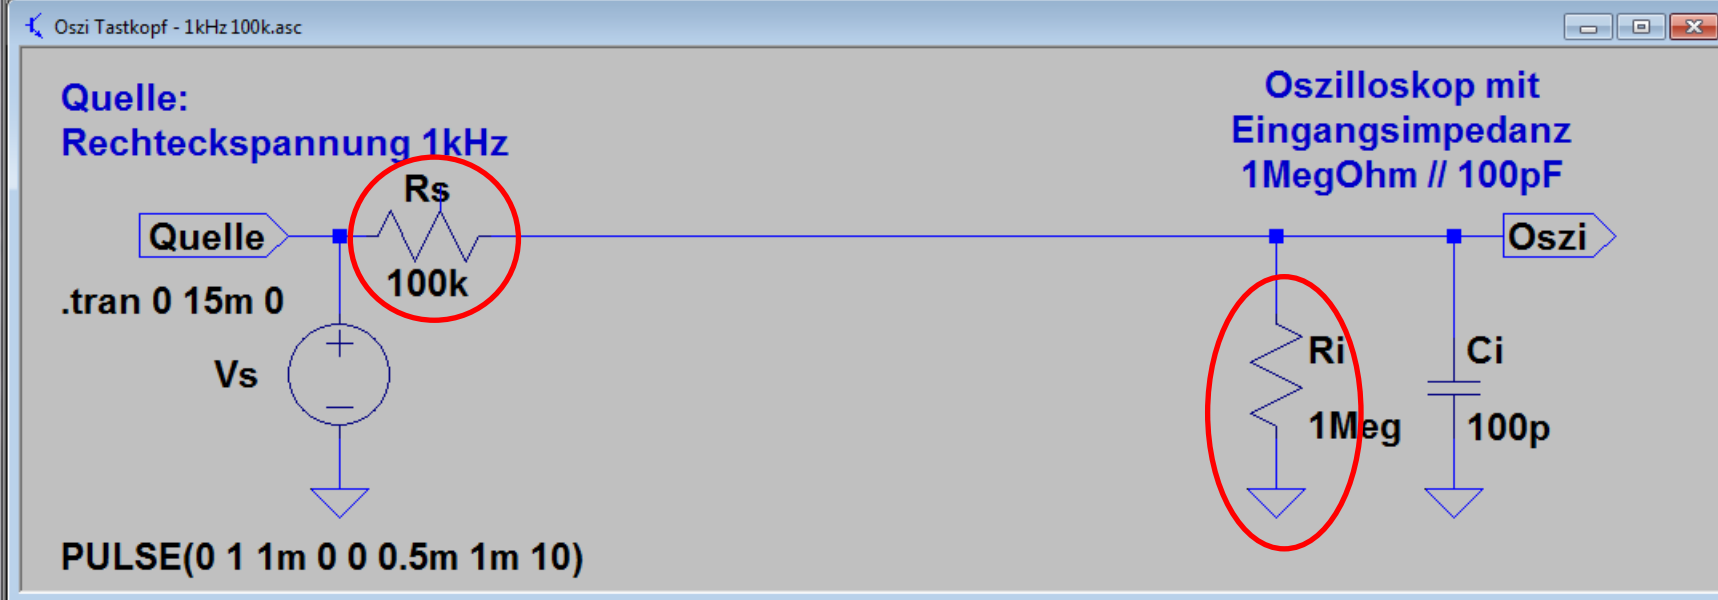 Oszi Tastkopf - 1kHz 100k.asc
Quelle:
Rechteckspannung 1kHz
Oszilloskop mit
Eingangsimpedanz
1MegOhm // 100pF
Rs
Quelle
100k
Oszi
.tran 0 15m 0
Vs
Ri
1Meg
Ci
100p
PULSE(0 1 1m 0 0 0.5m 1m 10)